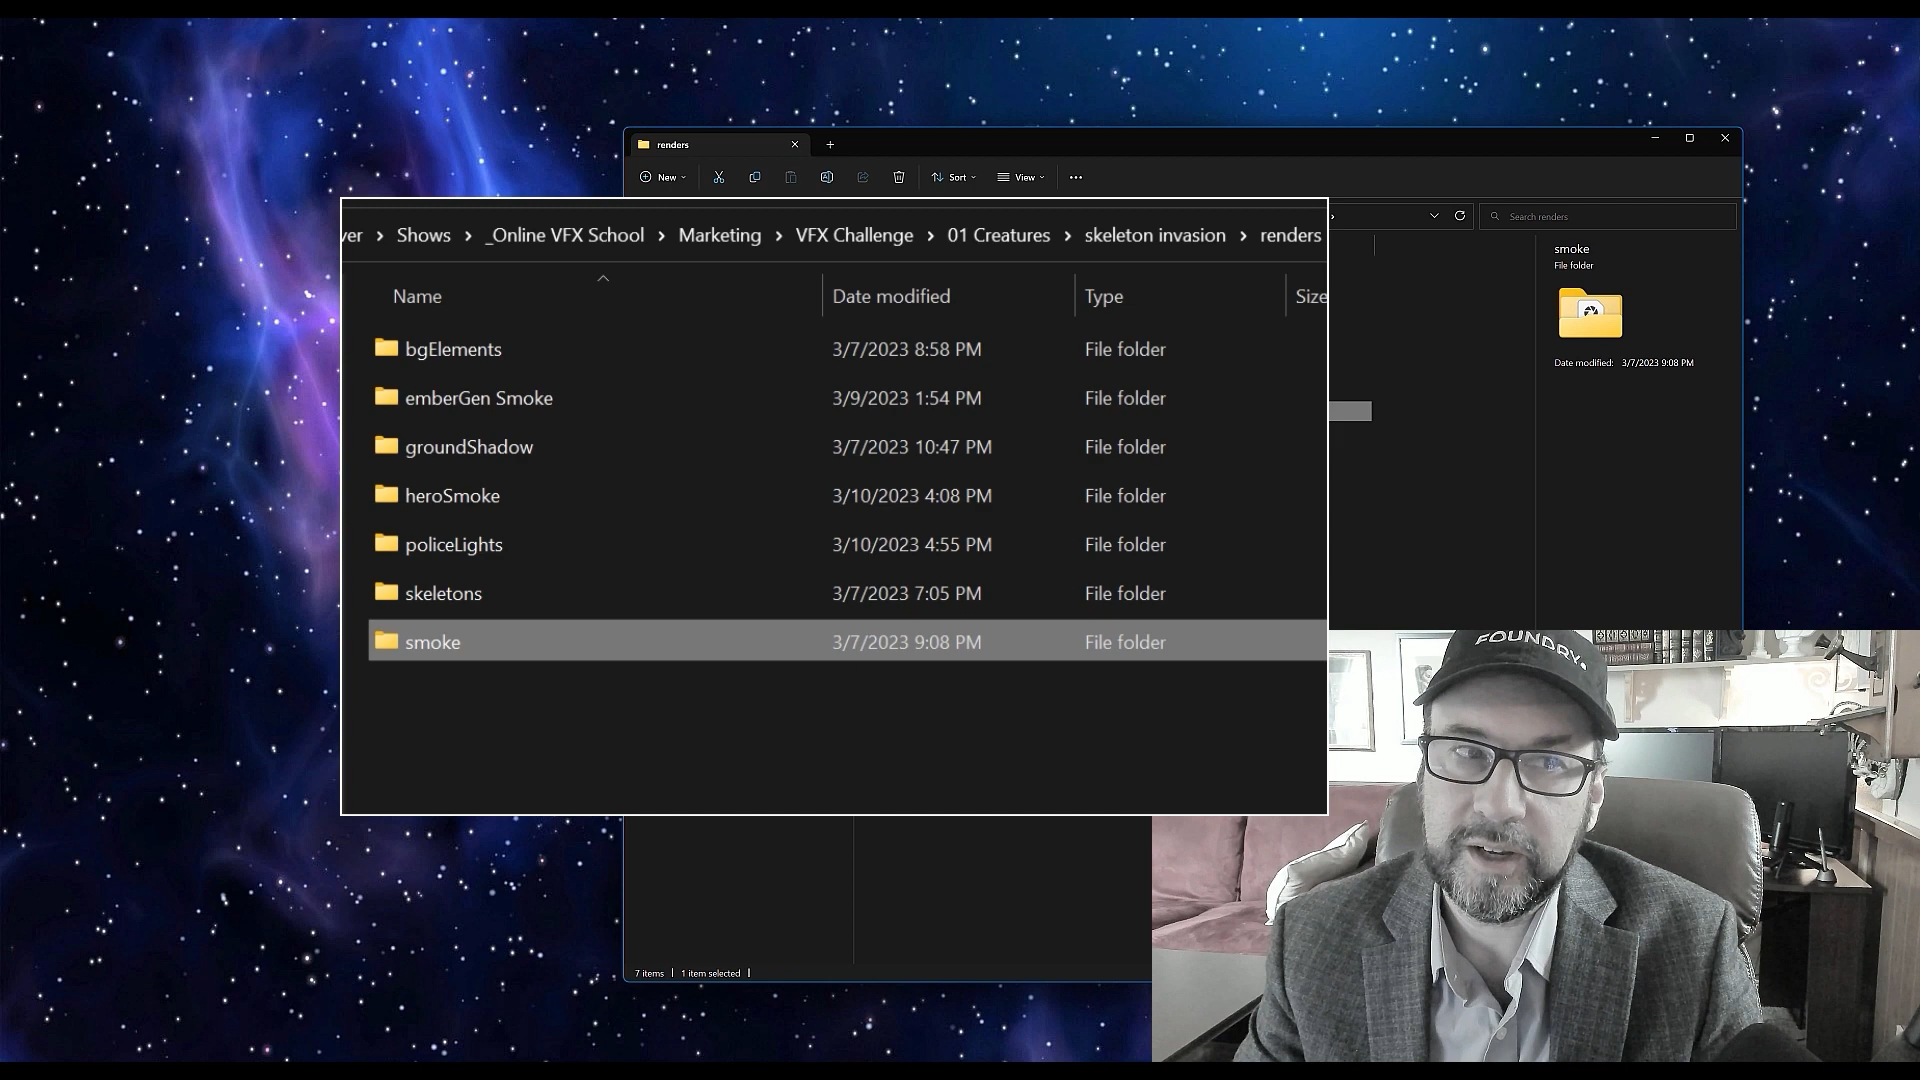 renders
New
Sort
View
ver > Shows > _Online VFX School > Marketing > VFX Challenge > 01 Creatures > skeleton invasion > renders
Search renders
Name Date modified Type Size
bgElements 3/7/2023 8:58 PM File folder
emberGen Smoke 3/9/2023 1:54 PM File folder
groundShadow 3/7/2023 10:47 PM File folder
heroSmoke 3/10/2023 4:08 PM File folder
policeLights 3/10/2023 4:55 PM File folder
skeletons 3/7/2023 7:05 PM File folder
smoke 3/7/2023 9:08 PM File folder
smoke
File folder
Date modified: 3/7/2023 9:08 PM
FOUNDRY.
7 items | 1 item selected |